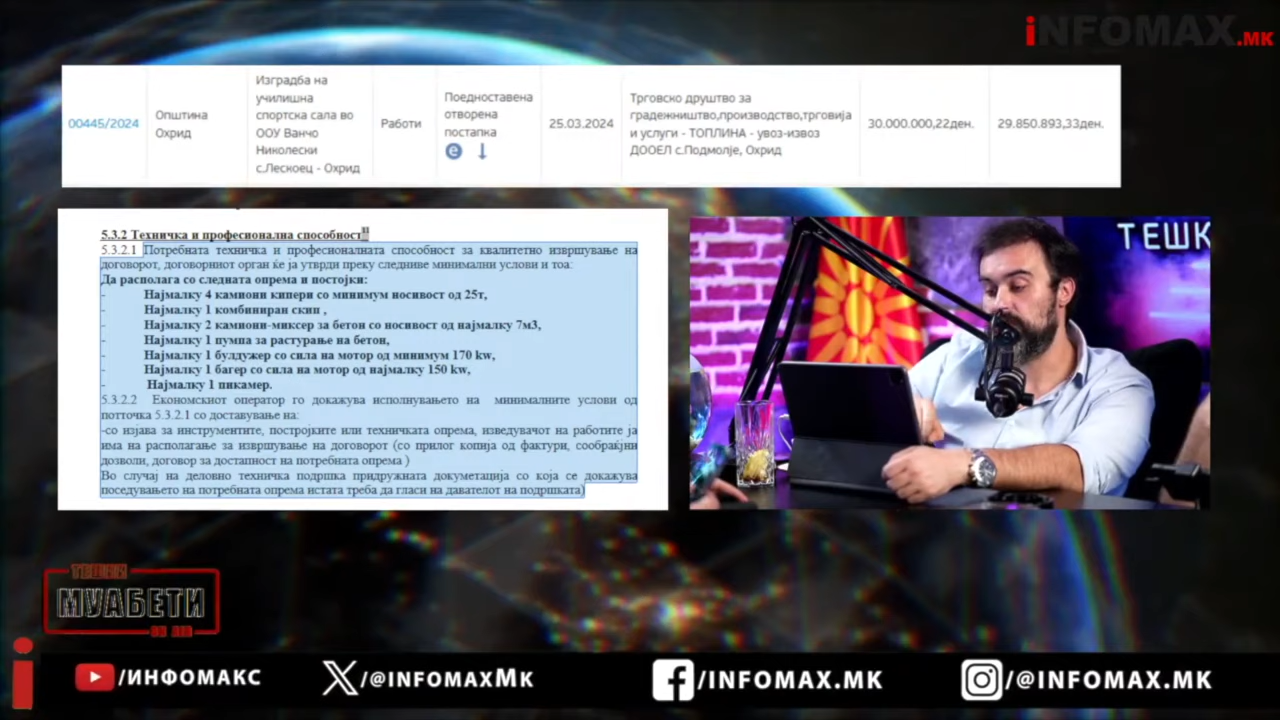 iNFOMAX.MK
00445/2024
Општина
Охрид
Изградба на
училишна
спортска сала во
ООУ Ванчо
Николески
с.Лескоец - Охрид
Работи
Поедноставена
отворена
постапка
25.03.2024
Трговско друштво за
градежништво,производство,трговија
и услуги - ТОПЛИНА - увоз-извоз
ДООЕЛ с.Подмолје, Охрид
30.000.000,22ден.
29.850.893,33ден.
5.3.2 Техничка и професионална способност
5.3.2.1 Потребната техничка и професионалната способност за квалитетно извршување на
договорот, договорниот орган ќе ја утврди преку следниве минимални услови и тоа:
Да располага со следната опрема и постојки:
- Најмалку 4 камиони кипери со минимум носивост од 25т,
- Најмалку 1 комбиниран скип ,
- Најмалку 2 камиони-миксер за бетон со носивост од најмалку 7м3,
- Најмалку 1 пумпа за растурање на бетон,
- Најмалку 1 булдужер со сила на мотор од минимум 170 kw,
- Најмалку 1 багер со сила на мотор од најмалку 150 kw,
- Најмалку 1 пикамер.
5.3.2.2 Економскиот оператор го докажува исполнувањето на минималните услови од
поточка 5.3.2.1 со доставување на:
-со изјава за инструментите, постројките или техничката опрема, изведувачот на работите ја
има на располагање за извршување на договорот (со прилог копија од фактури, сообраќјни
дозволи, договор за достапност на потребната опрема )
Во случај на деловно техничка подршка придружната докуметација со која се докажува
поседувањето на потребната опрема истата треба да гласи на давателот на подршката)
ТЕШК
ТЕШКИ
МУАБЕТИ
/ИНФОМАКС
/@INFOMAXMK
/INFOMAX.MK
/@INFOMAX.MK